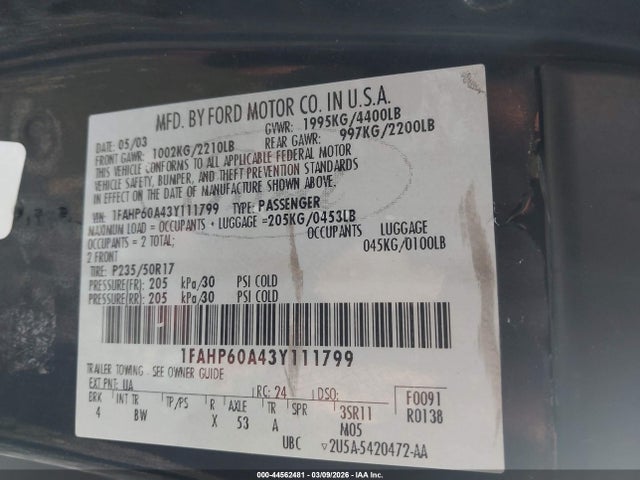 MFD. BY FORD MOTOR CO. IN U.S.A.
DATE: 05/03 GVWR: 1995KG/4400LB
FRONT GAWR: 1002KG/2210LB REAR GAWR: 997KG/2200LB
THIS VEHICLE CONFORMS TO ALL APPLICABLE FEDERAL MOTOR
VEHICLE SAFETY, BUMPER, AND THEFT PREVENTION STANDARDS
IN EFFECT ON THE DATE OF MANUFACTURE SHOWN ABOVE.
VIN: 1FAHP60A43Y111799 TYPE: PASSENGER
MAXIMUM LOAD = OCCUPANTS + LUGGAGE =205KG/0453LB
OCCUPANTS = 2 TOTAL; OCCUPANTS LUGGAGE
2 FRONT 045KG/0100LB
TIRE: P235/50R17
PRESSURE(FR): 205 kPa/30 PSI COLD
PRESSURE(RR): 205 kPa/30 PSI COLD
1FAHP60A43Y111799
TRAILER TOWING - SEE OWNER GUIDE
EXT PNT: UA RC: 24 DSO: F0091
BRK INT TR TP/PS R AXLE TR SPR 3SR11 R0138
4 BW X 53 A M05
UBC 2U5A-5420472-AA
000-44562481 - 03/09/2026 - IAAI.com